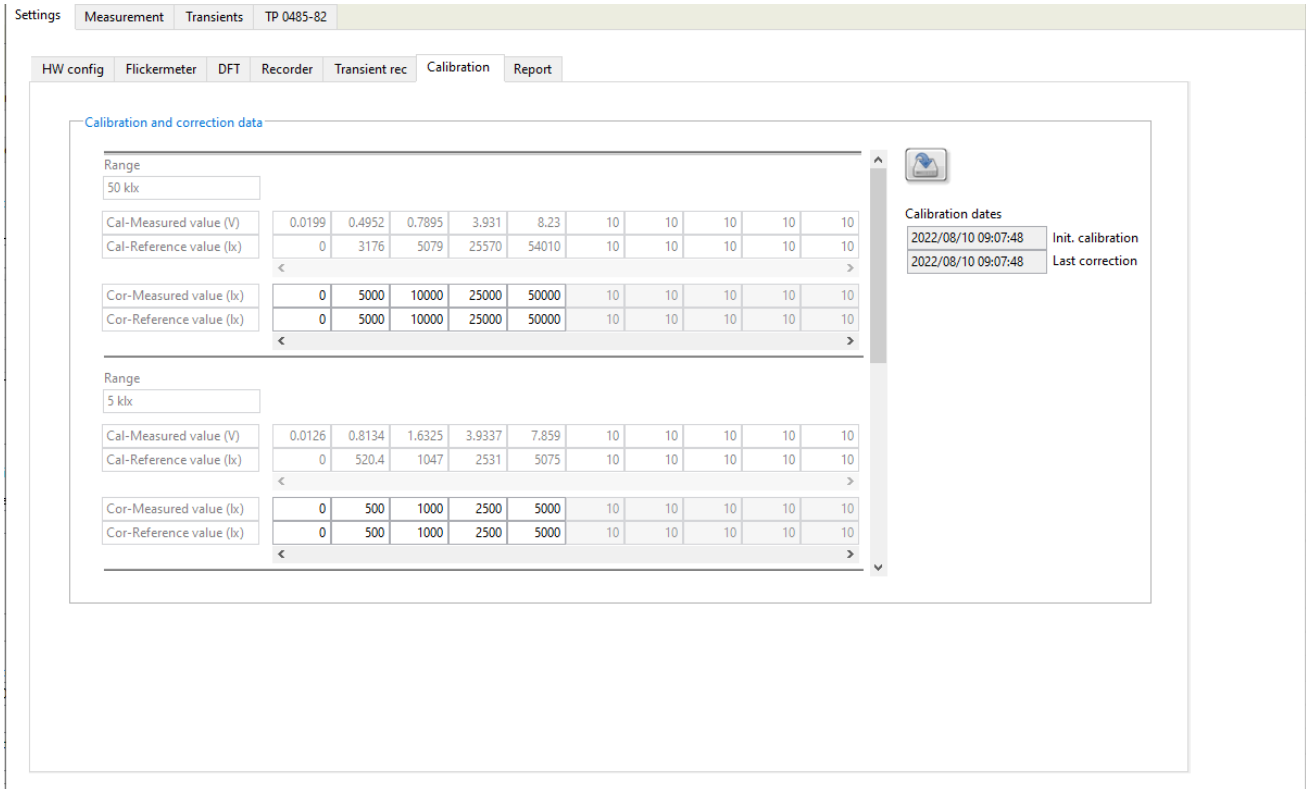 Settings Measurement Transients TP 0485-82
HW config Flickermeter DFT Recorder Transient rec Calibration Report
Calibration and correction data
Range
50 klx
Cal-Measured value (V) 0.0199 0.4952 0.7895 3.931 8.23 10 10 10 10 10
Cal-Reference value (lx) 0 3176 5079 25570 54010 10 10 10 10 10
Cor-Measured value (lx) 0 5000 10000 25000 50000 10 10 10 10 10
Cor-Reference value (lx) 0 5000 10000 25000 50000 10 10 10 10 10
Range
5 klx
Cal-Measured value (V) 0.0126 0.8134 1.6325 3.9337 7.859 10 10 10 10 10
Cal-Reference value (lx) 0 520.4 1047 2531 5075 10 10 10 10 10
Cor-Measured value (lx) 0 500 1000 2500 5000 10 10 10 10 10
Cor-Reference value (lx) 0 500 1000 2500 5000 10 10 10 10 10
Calibration dates
2022/08/10 09:07:48 Init. calibration
2022/08/10 09:07:48 Last correction